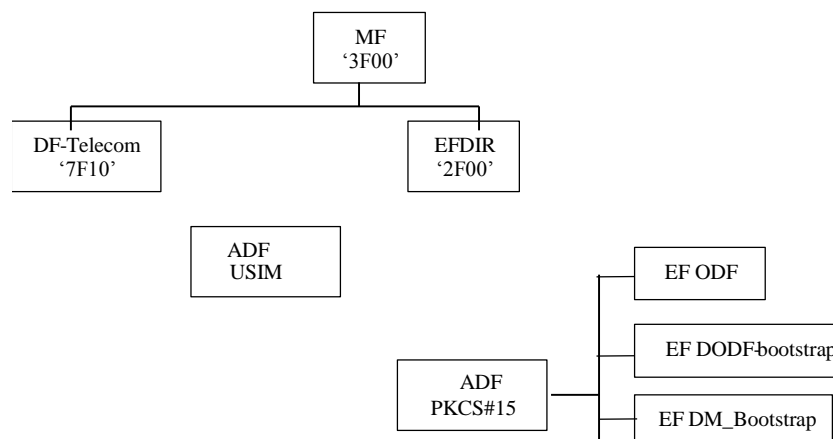 MF
‘3F00’
DF-Telecom
‘7F10’
EFDIR
‘2F00’
ADF
USIM
EF ODF
EF DODF-bootstrap
ADF
PKCS#15
EF DM_Bootstrap